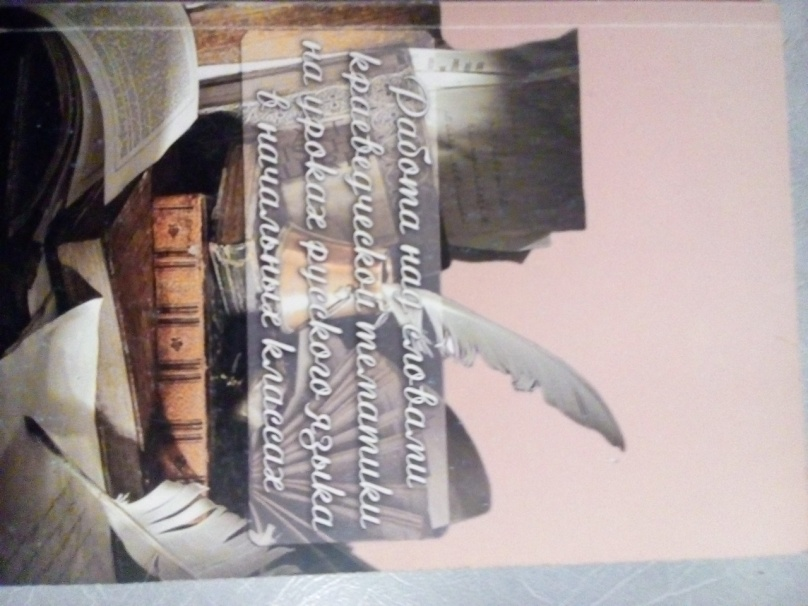 Работа над словами
краеведческой тематики
на уроках русского языка
в начальных классах